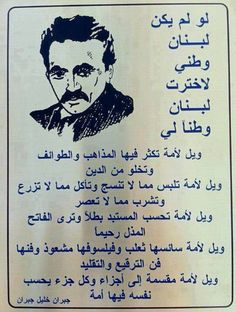 لو لم يكن
لبنان
وطني
لاخترت
لبنان
وطناً لي
ويل لأمة تكثر فيها المذاهب والطوائف
وتخلو من الدين
ويل لأمة تلبس مما لا تنسج وتأكل مما لا تزرع
وتشرب مما لا تعصر
ويل لأمة تحسب المستبد بطلاً وترى الفاتح
المذل رحيماً
ويل لأمة سائسها ثعلب وفيلسوفها مشعوذ وفنها
فن الترقيع والتقليد
ويل لأمة مقسمة إلى أجزاء وكل جزء يحسب
نفسه فيها أمة
جبران خليل جبران